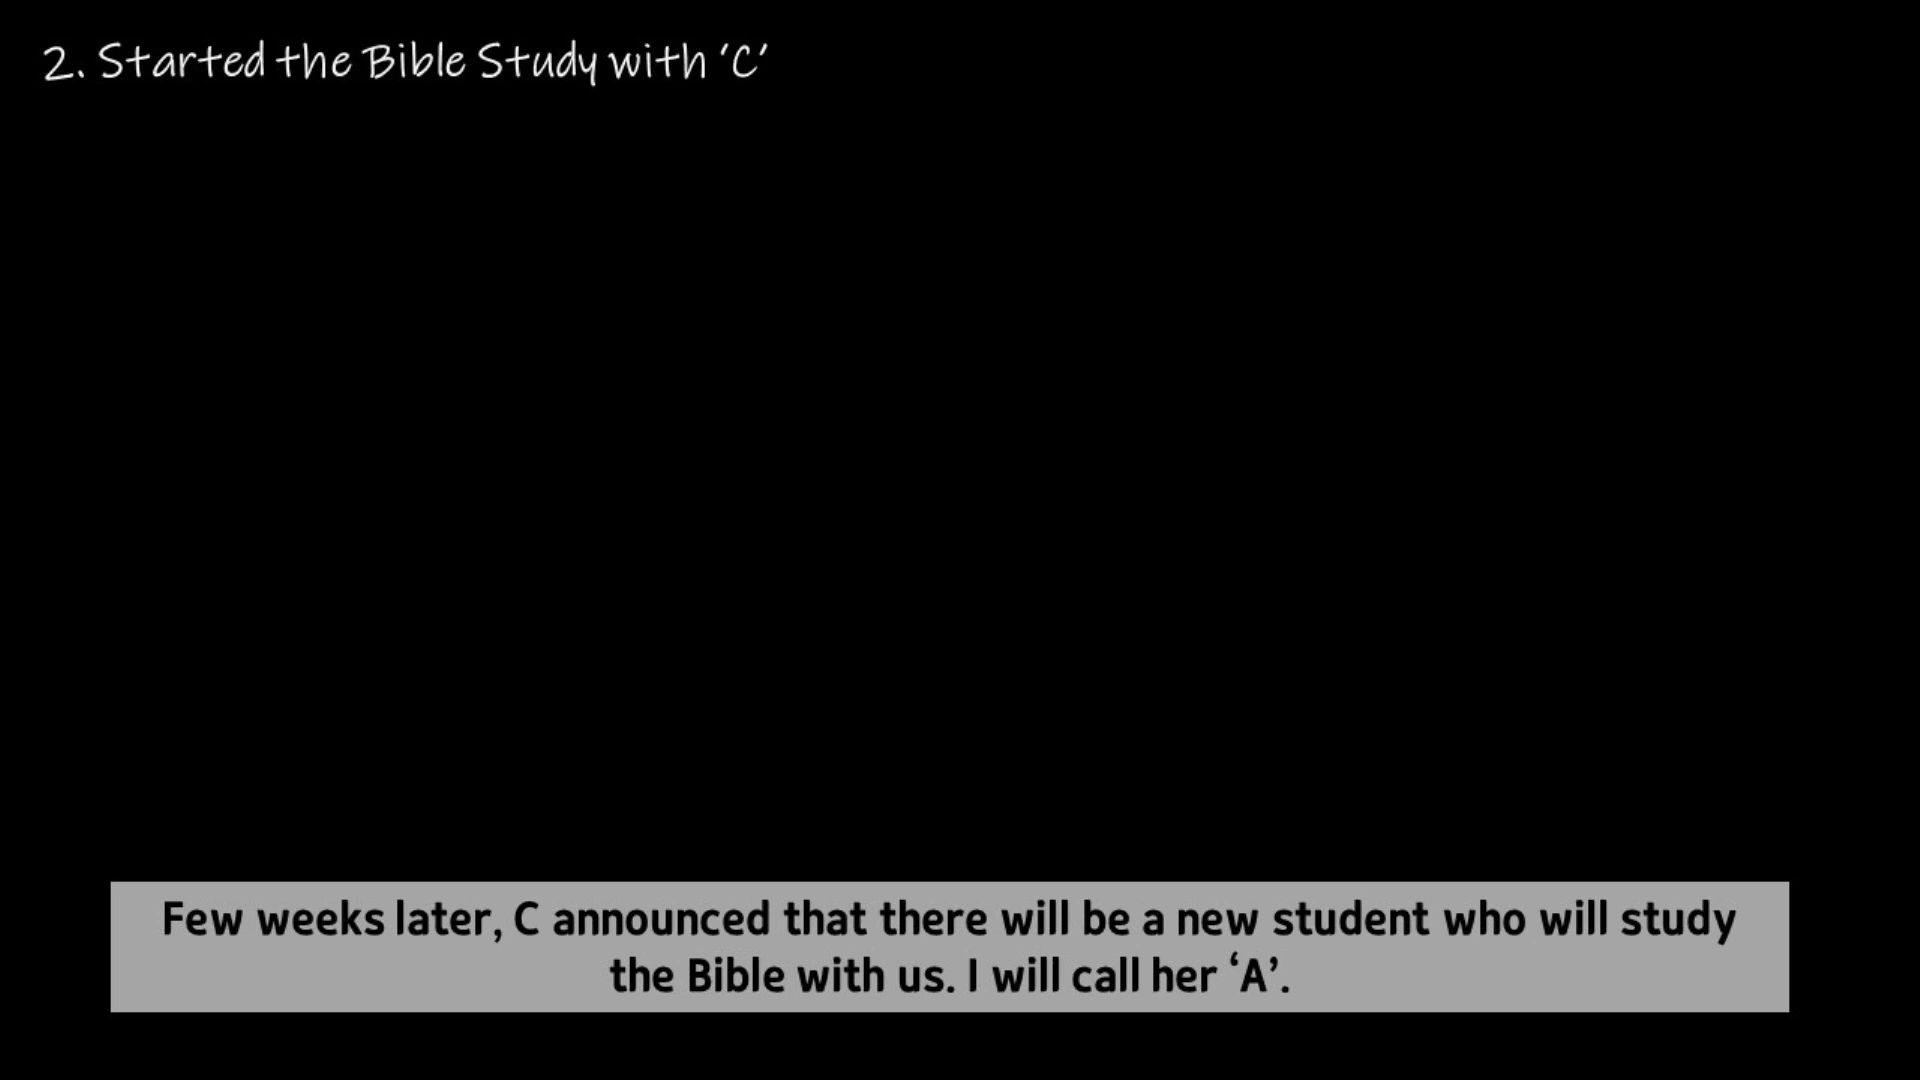 2. Started the Bible Study with ‘C’
Few weeks later, C announced that there will be a new student who will study
the Bible with us. I will call her ‘A’.